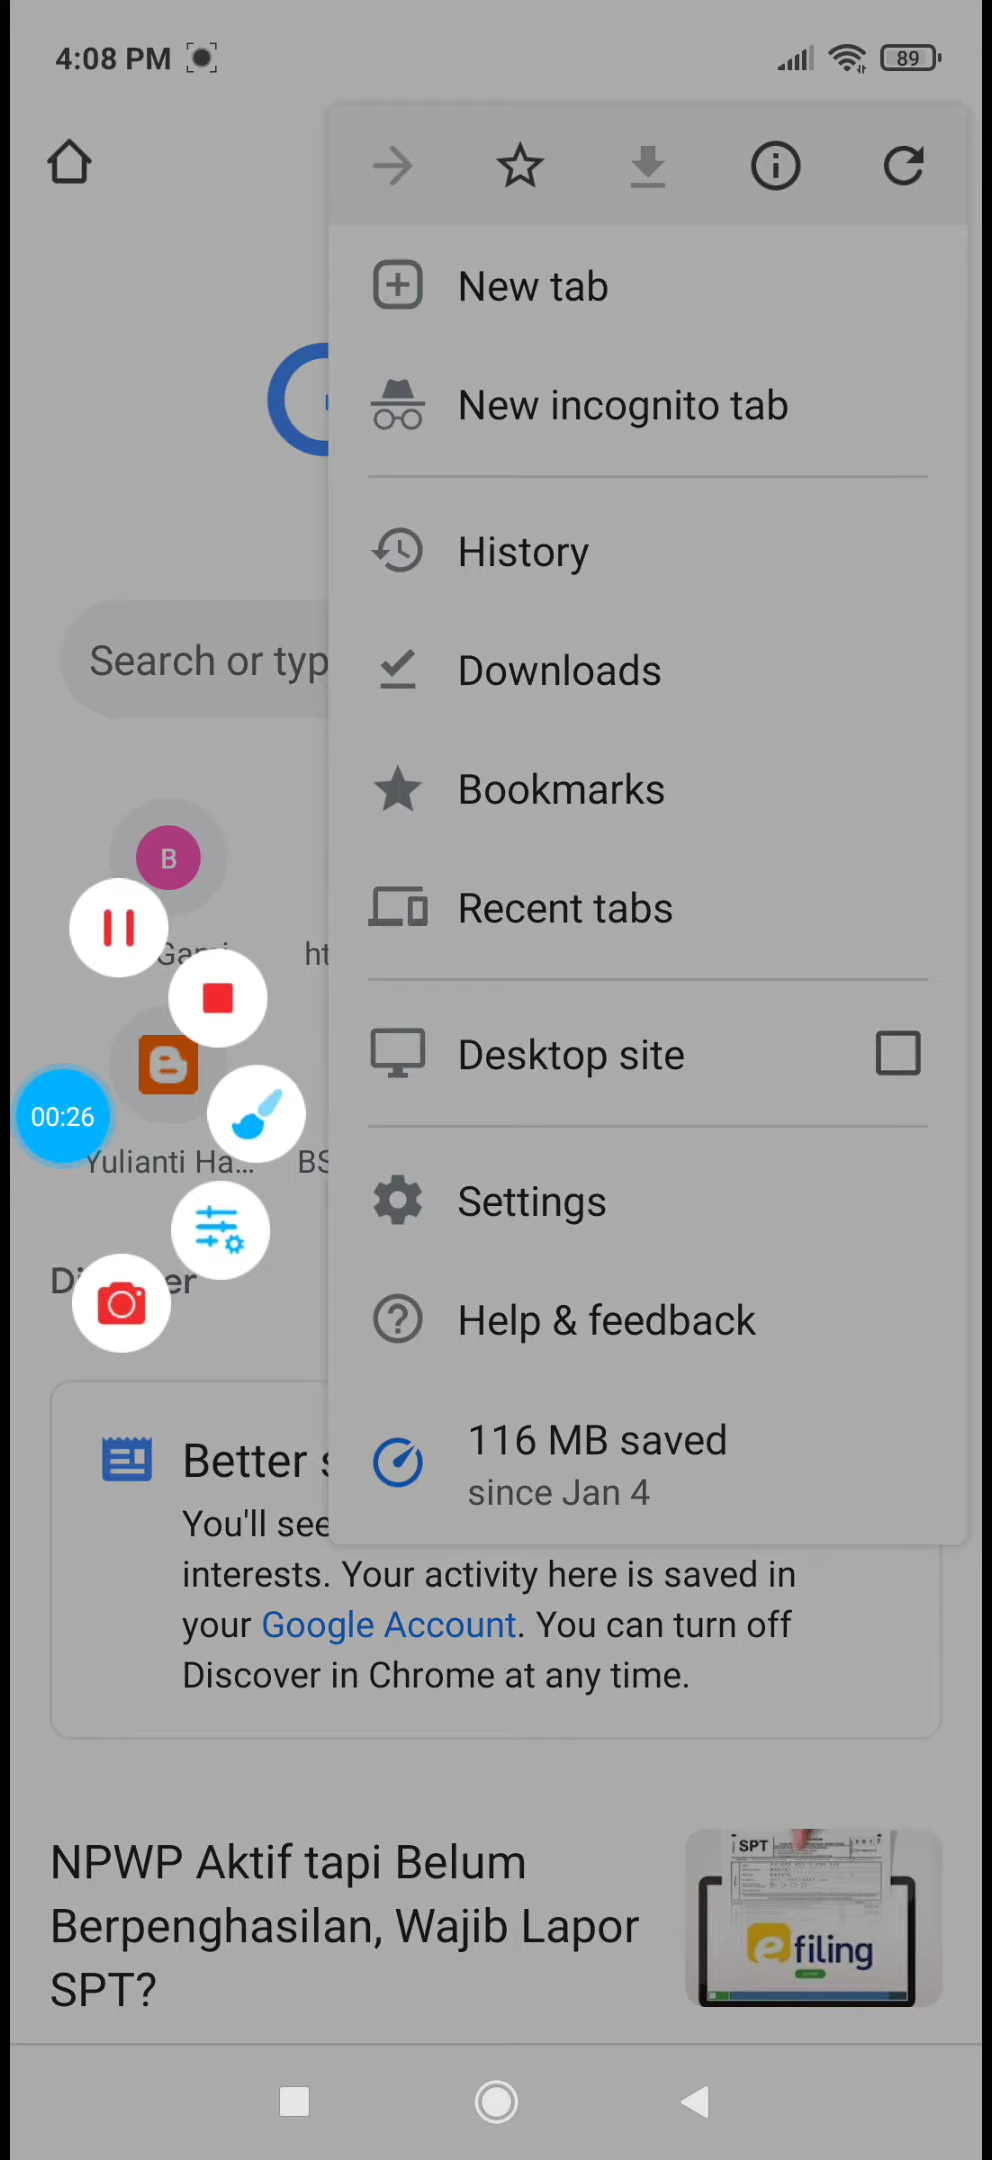 4:08 PM
89
New tab
New incognito tab
History
Search or typ
Downloads
Bookmarks
B
Recent tabs
ht
Desktop site
00:26
Yulianti Ha...
BS
Settings
Help & feedback
116 MB saved
since Jan 4
Better s
You'll see
interests. Your activity here is saved in
your Google Account. You can turn off
Discover in Chrome at any time.
NPWP Aktif tapi Belum
Berpenghasilan, Wajib Lapor
SPT?
SPT
2017
e filing